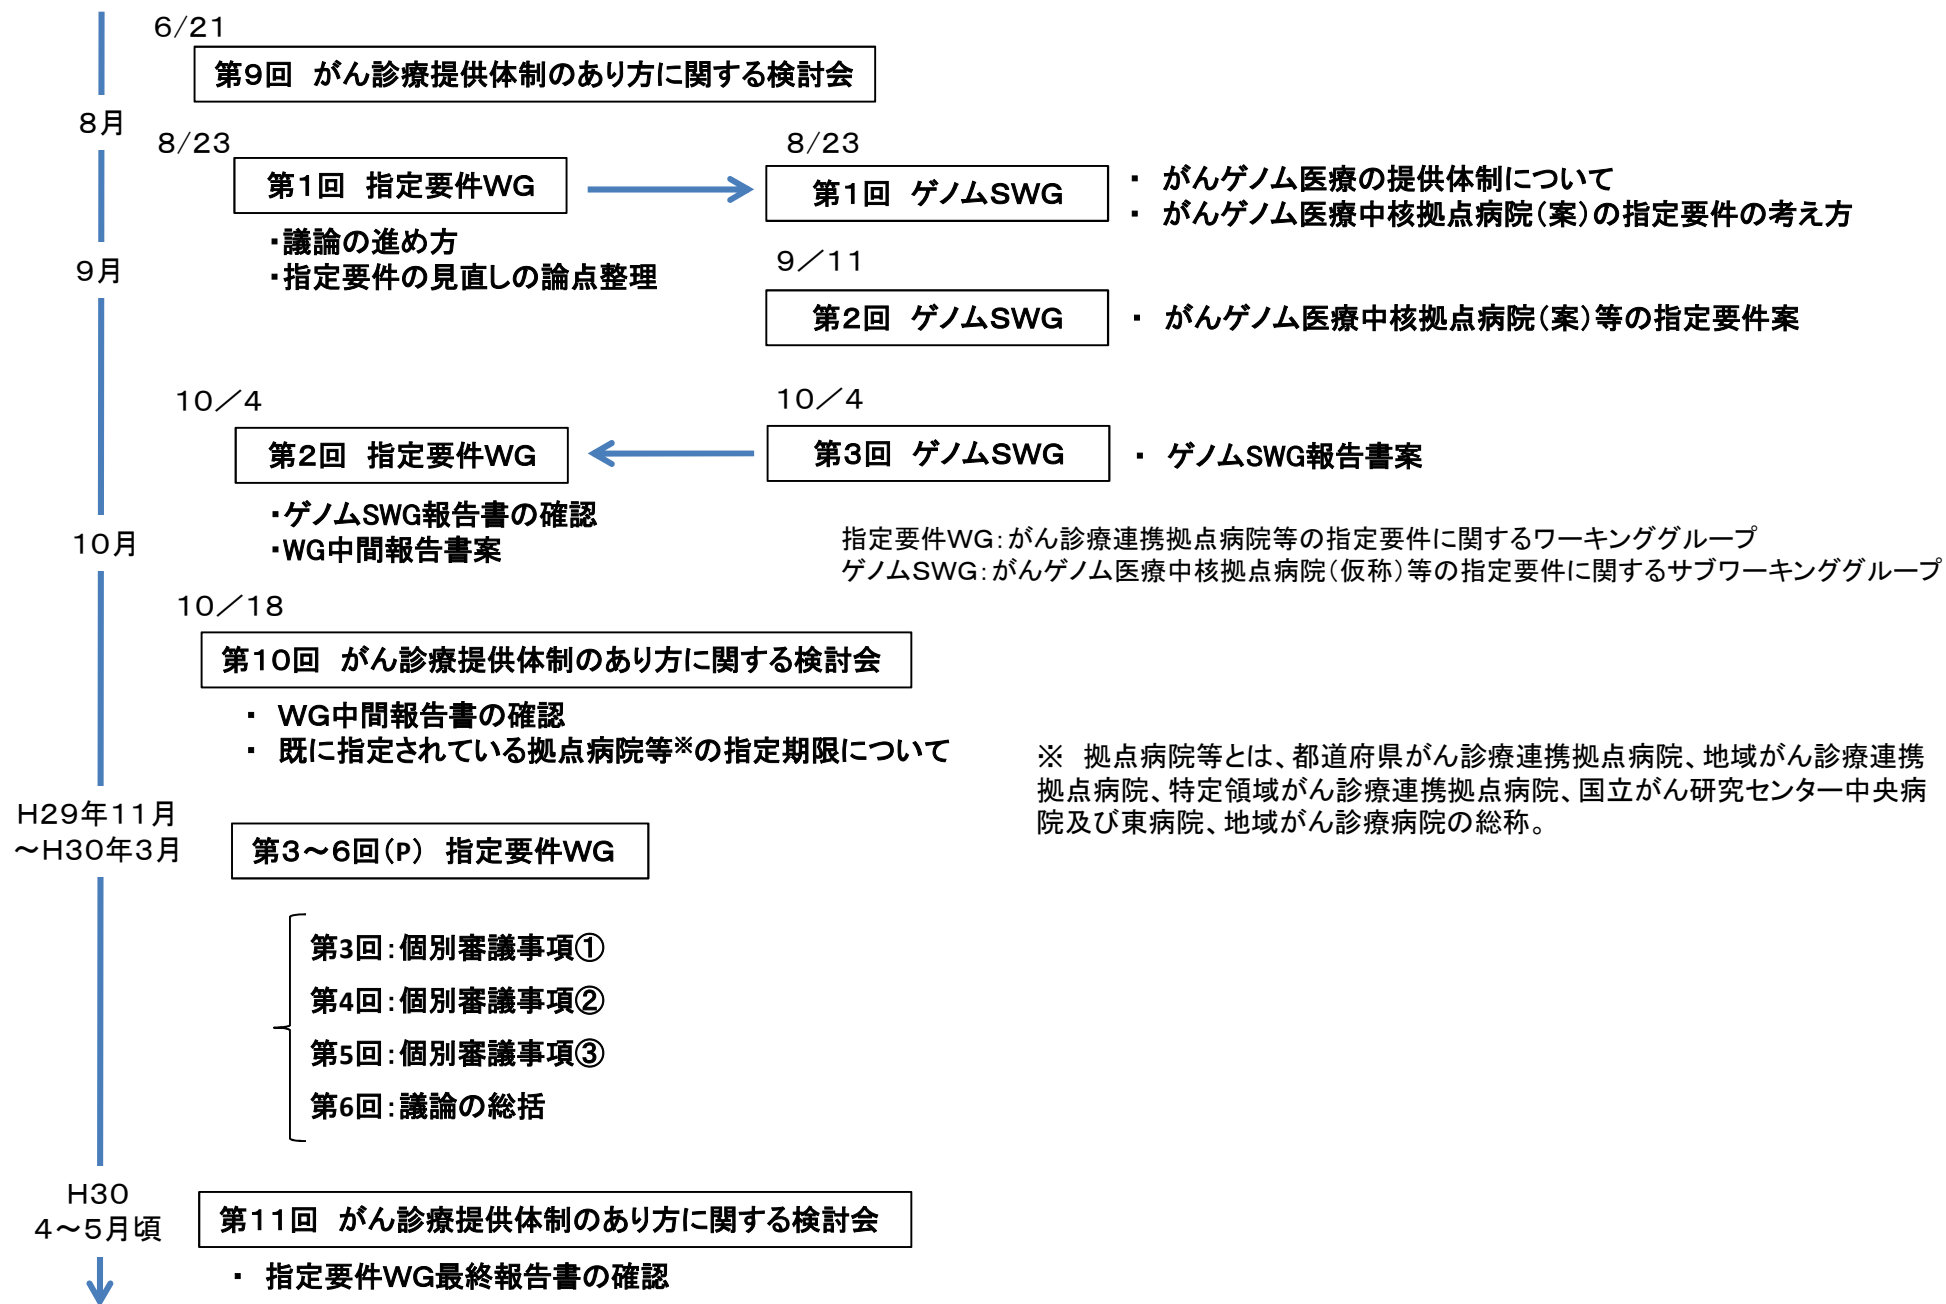 6/21
第9回　がん診療提供体制のあり方に関する検討会
8月
8/23
第1回　指定要件WG
・議論の進め方
・指定要件の見直しの論点整理
8/23
第1回　ゲノムSWG
・ がんゲノム医療の提供体制について
・ がんゲノム医療中核拠点病院（案）の指定要件の考え方
9月
9／11
第2回　ゲノムSWG
・ がんゲノム医療中核拠点病院（案）等の指定要件案
10／4
第2回　指定要件WG
・ゲノムSWG報告書の確認
・WG中間報告書案
10／4
第3回　ゲノムSWG
・ ゲノムSWG報告書案
10月
指定要件WG：がん診療連携拠点病院等の指定要件に関するワーキンググループ
ゲノムSWG：がんゲノム医療中核拠点病院（仮称）等の指定要件に関するサブワーキンググループ
10／18
第10回　がん診療提供体制のあり方に関する検討会
・ WG中間報告書の確認
・ 既に指定されている拠点病院等※の指定期限について
※　拠点病院等とは、都道府県がん診療連携拠点病院、地域がん診療連携
拠点病院、特定領域がん診療連携拠点病院、国立がん研究センター中央病
院及び東病院、地域がん診療病院の総称。
H29年11月
～H30年3月
第3～6回（P）　指定要件WG
第3回：個別審議事項①
第4回：個別審議事項②
第5回：個別審議事項③
第6回：議論の総括
H30
4～5月頃
第11回　がん診療提供体制のあり方に関する検討会
・ 指定要件WG最終報告書の確認